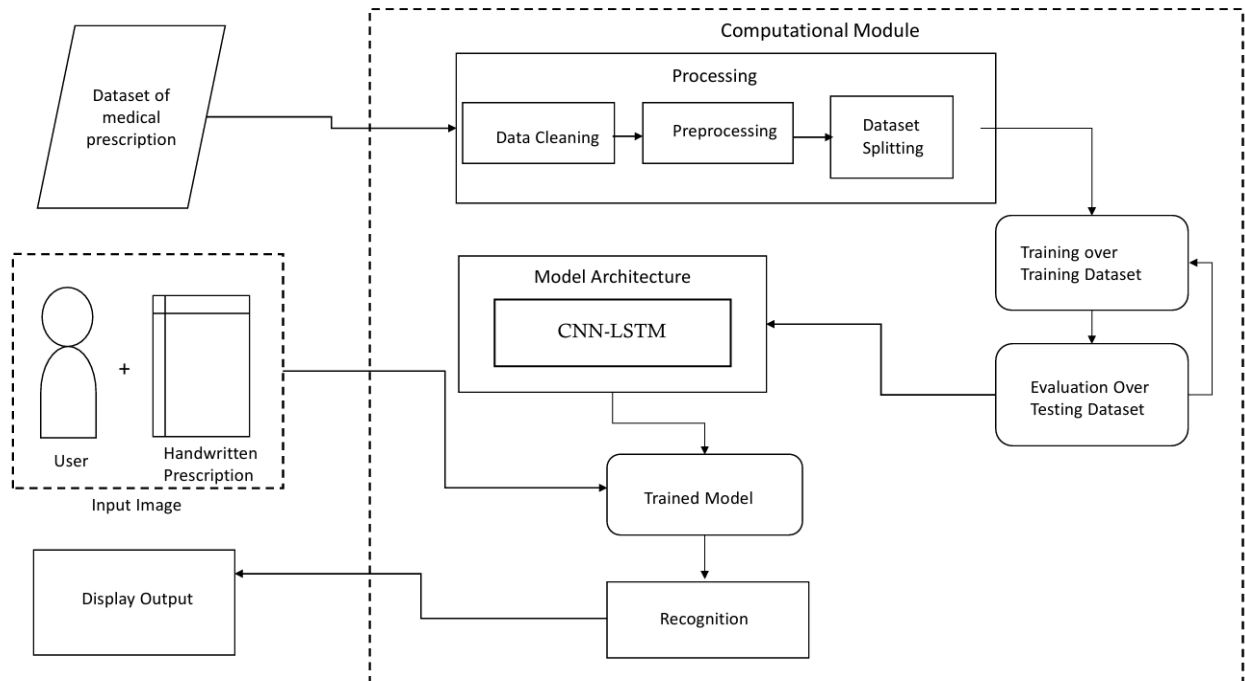 Computational Module
Processing
Dataset of
medical
prescription
Data Cleaning
Preprocessing
Dataset
Splitting
Training over
Training Dataset
Model Architecture
CNN-LSTM
Evaluation Over
Testing Dataset
+
User
Handwritten
Prescription
Input Image
Trained Model
Display Output
Recognition